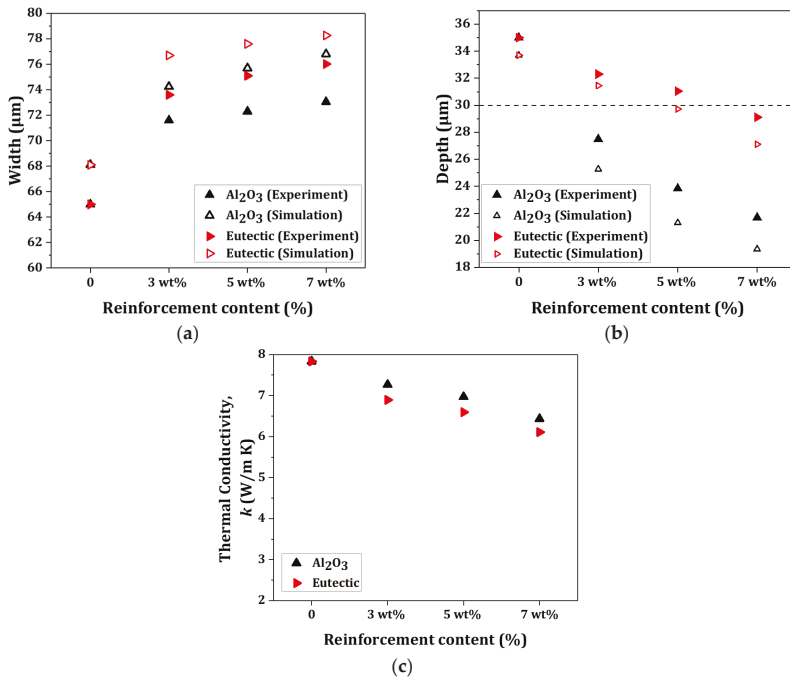 80
78
76
74
72
70
68
66
64
62
60
Width (µm)
Al2O3 (Experiment)
Al2O3 (Simulation)
Eutectic (Experiment)
Eutectic (Simulation)
0 3 wt% 5 wt% 7 wt%
Reinforcement content (%)
(a)
36
34
32
30
28
26
24
22
20
18
Depth (µm)
Al2O3 (Experiment)
Al2O3 (Simulation)
Eutectic (Experiment)
Eutectic (Simulation)
0 3 wt% 5 wt% 7 wt%
Reinforcement content (%)
(b)
8
7
6
5
4
3
2
Thermal Conductivity,
k (W/m K)
Al2O3
Eutectic
0 3 wt% 5 wt% 7 wt%
Reinforcement content (%)
(c)